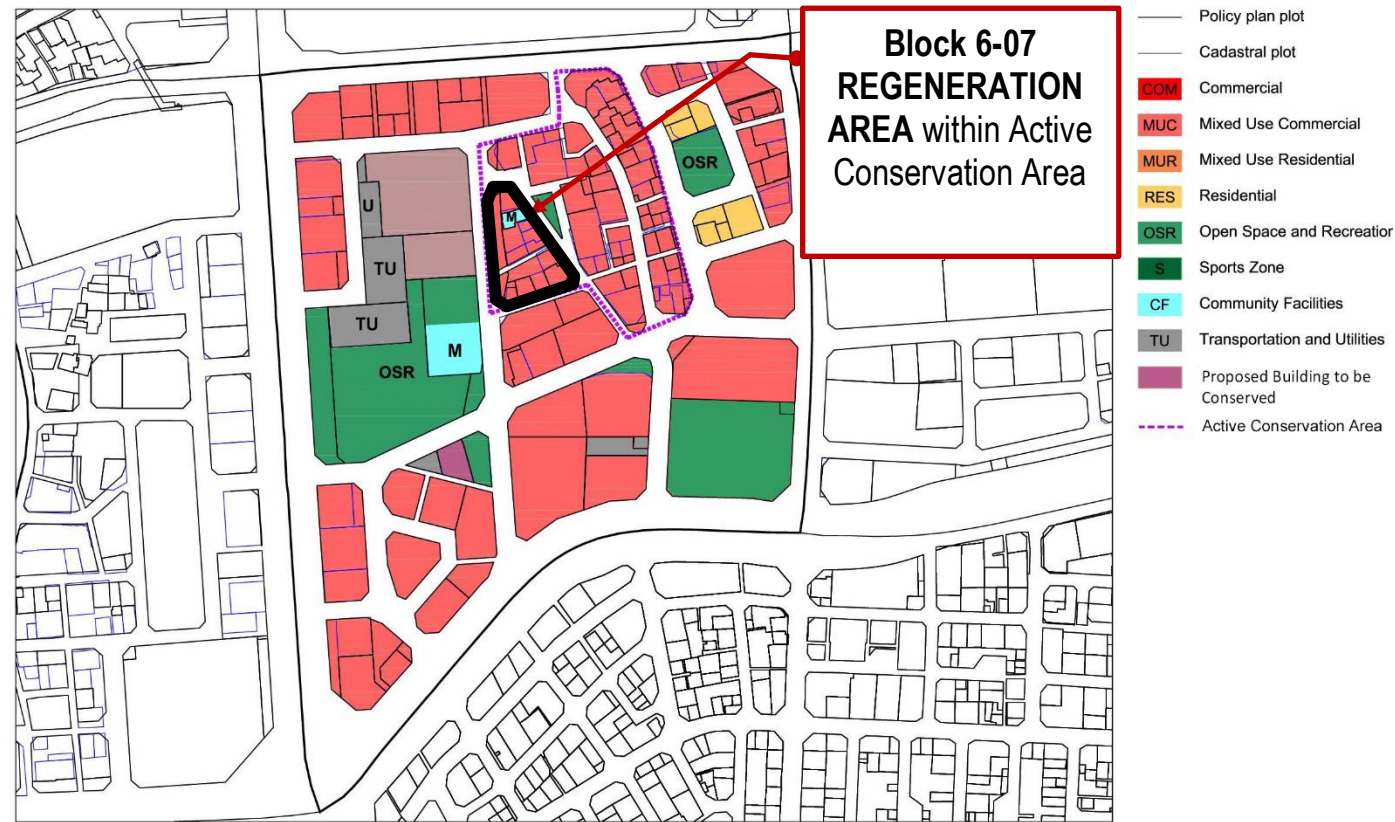 Block 6-07
REGENERATION
AREA within Active
Conservation Area
Policy plan plot
Cadastral plot
COM Commercial
MUC Mixed Use Commercial
MUR Mixed Use Residential
RES Residential
OSR Open Space and Recreation
S Sports Zone
CF Community Facilities
TU Transportation and Utilities
Proposed Building to be
Conserved
Active Conservation Area
OSR
U
M
TU
TU
M
OSR